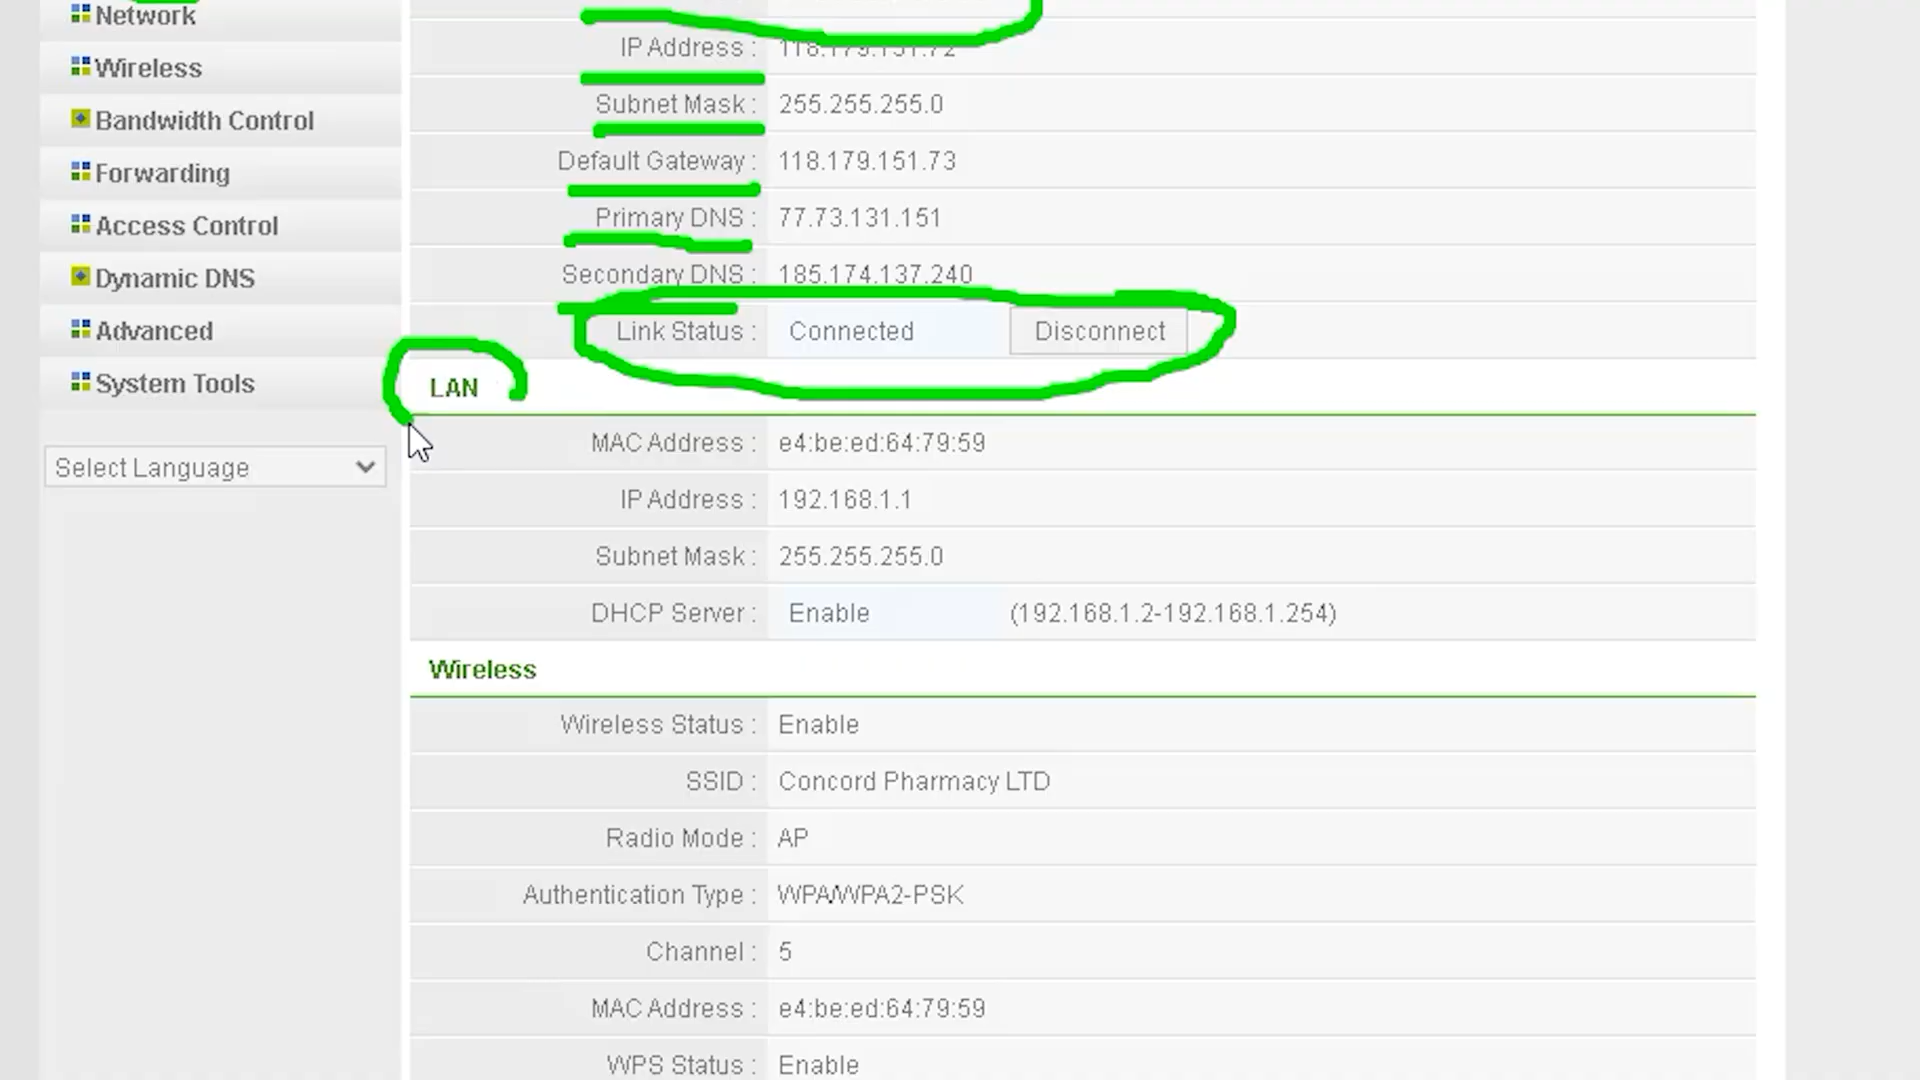 Network
Wireless
Bandwidth Control
Forwarding
Access Control
Dynamic DNS
Advanced
System Tools
Select Language
IP Address : 118.179.151.72
Subnet Mask : 255.255.255.0
Default Gateway : 118.179.151.73
Primary DNS : 77.73.131.151
Secondary DNS : 185.174.137.240
Link Status : Connected Disconnect
LAN
MAC Address : e4:be:ed:64:79:59
IP Address : 192.168.1.1
Subnet Mask : 255.255.255.0
DHCP Server : Enable (192.168.1.2-192.168.1.254)
Wireless
Wireless Status : Enable
SSID : Concord Pharmacy LTD
Radio Mode : AP
Authentication Type : WPA/WPA2-PSK
Channel : 5
MAC Address : e4:be:ed:64:79:59
WPS Status : Enable